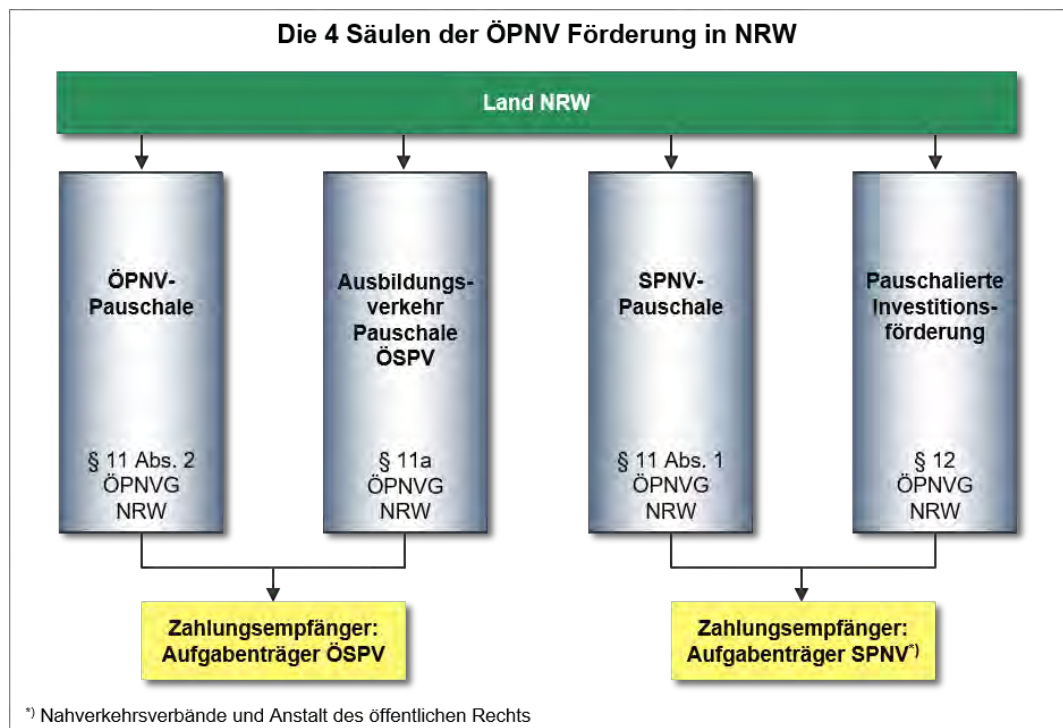 Die 4 Säulen der ÖPNV Förderung in NRW
Land NRW
ÖPNV-
Pauschale
§ 11 Abs. 2
ÖPNVG
NRW
Ausbildungs-
verkehr
Pauschale
ÖSPV
§ 11a
ÖPNVG
NRW
SPNV-
Pauschale
§ 11 Abs. 1
ÖPNVG
NRW
Pauschalierte
Investitions-
förderung
§ 12
ÖPNVG
NRW
Zahlungsempfänger:
Aufgabenträger ÖSPV
Zahlungsempfänger:
Aufgabenträger SPNV*)
*) Nahverkehrsverbände und Anstalt des öffentlichen Rechts